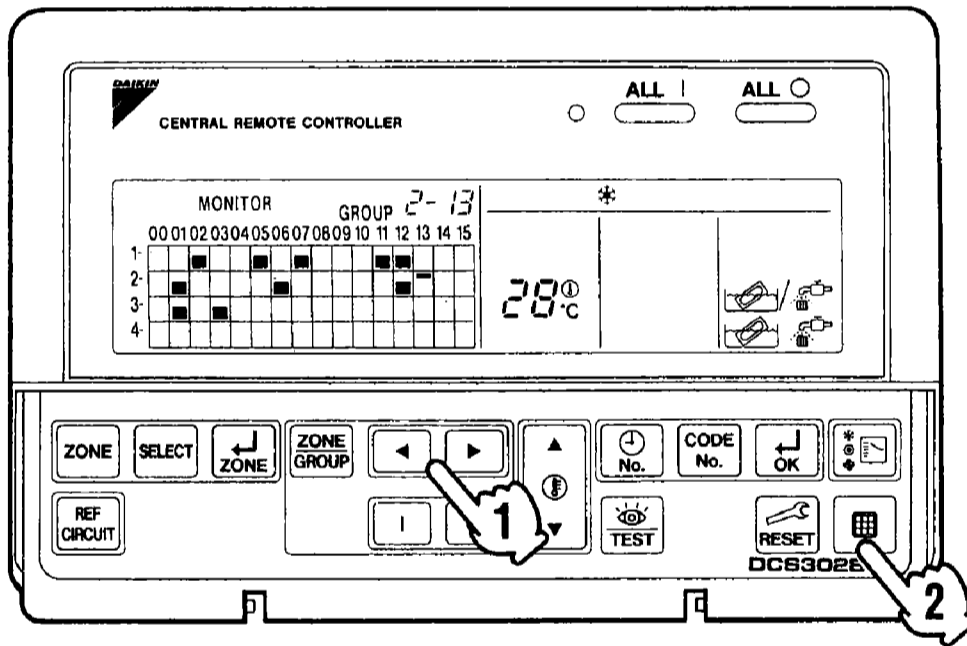 DAIKIN
CENTRAL REMOTE CONTROLLER
ALL |
ALL ○
MONITOR
GROUP 2-13
00 01 02 03 04 05 06 07 08 09 10 11 12 13 14 15
1-
2-
3-
4-
28 °C
ZONE
SELECT
ZONE
ZONE
GROUP
No.
CODE
No.
OK
REF
CIRCUIT
|
1
TEST
RESET
DCS302B
2